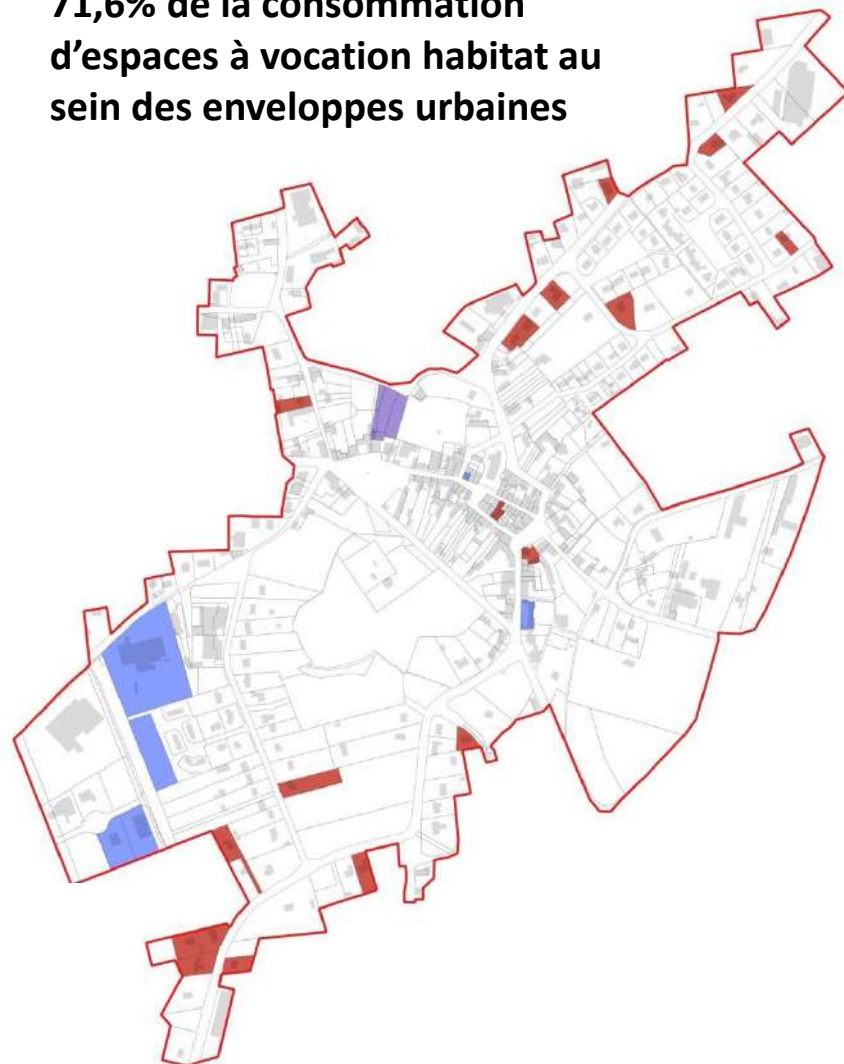 71,6% de la consommation
d’espaces à vocation habitat au
sein des enveloppes urbaines